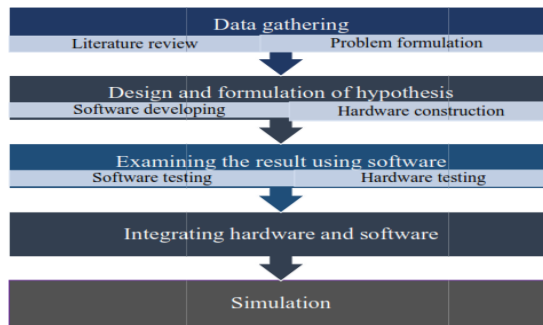 Data gathering
Literature review Problem formulation
Design and formulation of hypothesis
Software developing Hardware construction
Examining the result using software
Software testing Hardware testing
Integrating hardware and software
Simulation